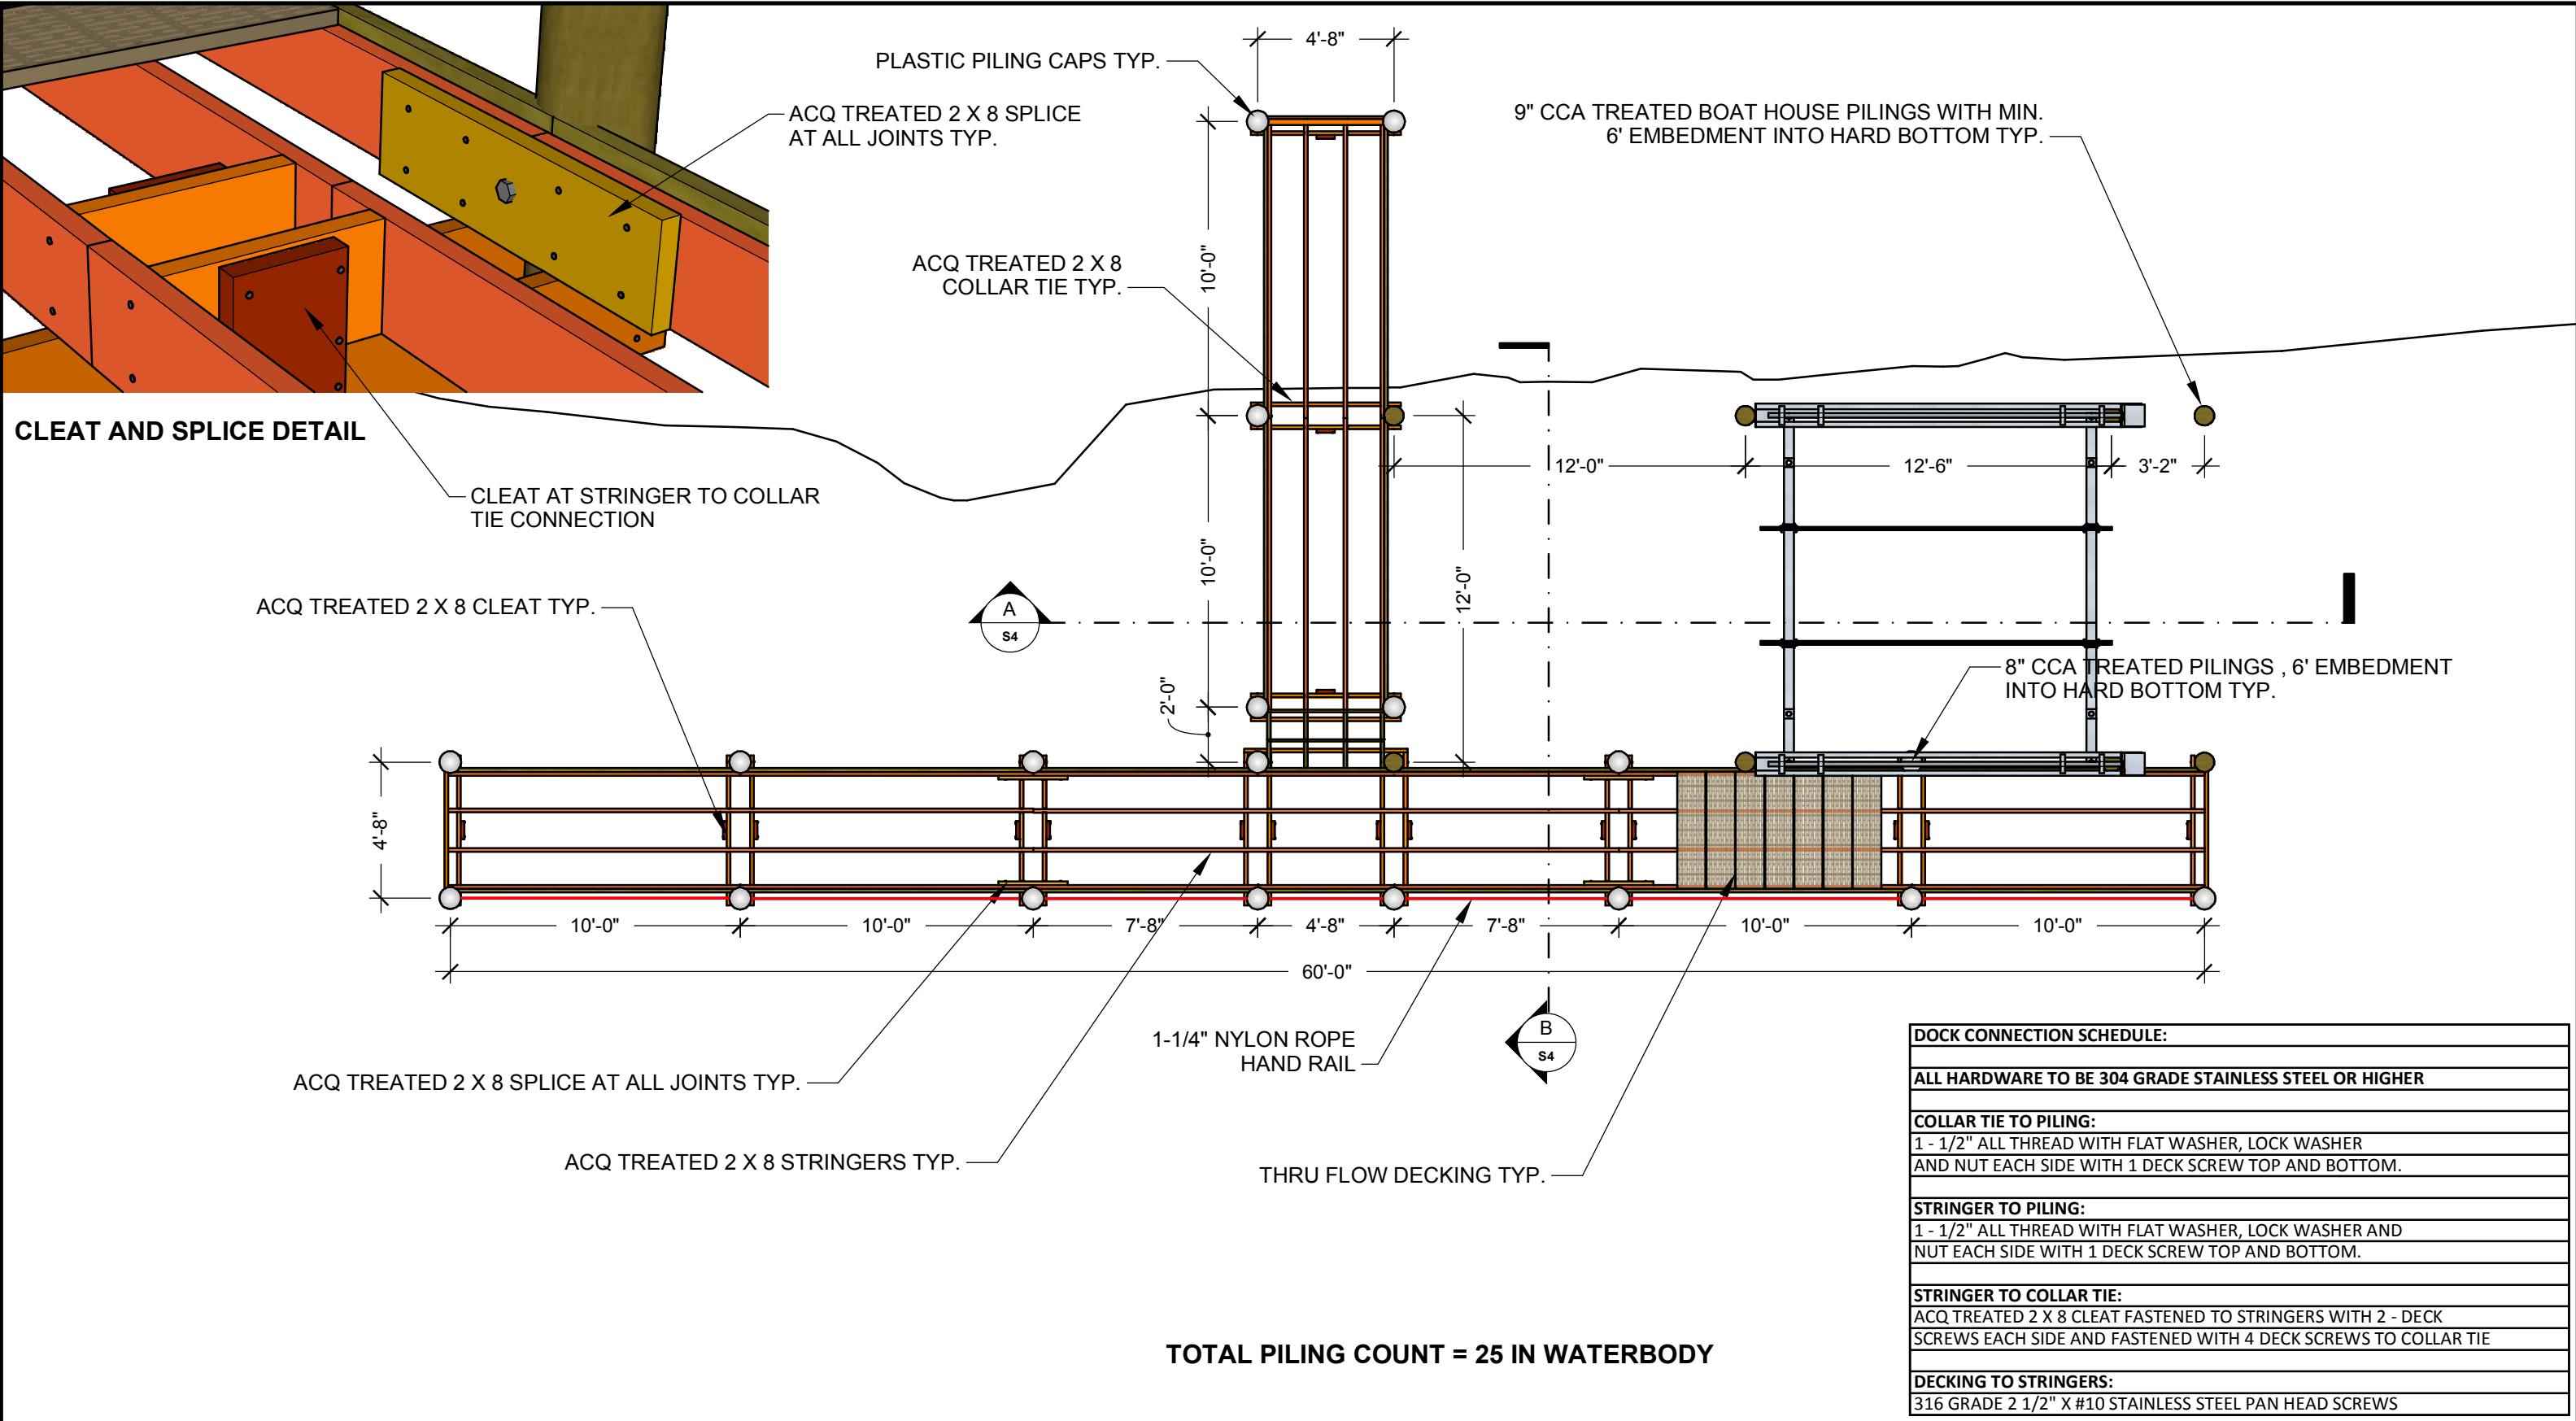 4'-8"
PLASTIC PILING CAPS TYP.
ACQ TREATED 2 X 8 SPLICE
AT ALL JOINTS TYP.
9" CCA TREATED BOAT HOUSE PILINGS WITH MIN.
6' EMBEDMENT INTO HARD BOTTOM TYP.
10'-0"
ACQ TREATED 2 X 8
COLLAR TIE TYP.
CLEAT AND SPLICE DETAIL
12'-0"
12'-6"
3'-2"
CLEAT AT STRINGER TO COLLAR
TIE CONNECTION
10'-0"
12'-0"
ACQ TREATED 2 X 8 CLEAT TYP.
A
S4
8" CCA TREATED PILINGS , 6' EMBEDMENT
INTO HARD BOTTOM TYP.
2'-0"
4'-8"
10'-0"
10'-0"
7'-8"
4'-8"
7'-8"
10'-0"
10'-0"
60'-0"
1-1/4" NYLON ROPE
HAND RAIL
B
S4
ACQ TREATED 2 X 8 SPLICE AT ALL JOINTS TYP.
ACQ TREATED 2 X 8 STRINGERS TYP.
THRU FLOW DECKING TYP.
TOTAL PILING COUNT = 25 IN WATERBODY
DOCK CONNECTION SCHEDULE:
ALL HARDWARE TO BE 304 GRADE STAINLESS STEEL OR HIGHER
COLLAR TIE TO PILING:
1 - 1/2" ALL THREAD WITH FLAT WASHER, LOCK WASHER
AND NUT EACH SIDE WITH 1 DECK SCREW TOP AND BOTTOM.
STRINGER TO PILING:
1 - 1/2" ALL THREAD WITH FLAT WASHER, LOCK WASHER AND
NUT EACH SIDE WITH 1 DECK SCREW TOP AND BOTTOM.
STRINGER TO COLLAR TIE:
ACQ TREATED 2 X 8 CLEAT FASTENED TO STRINGERS WITH 2 - DECK
SCREWS EACH SIDE AND FASTENED WITH 4 DECK SCREWS TO COLLAR TIE
DECKING TO STRINGERS:
316 GRADE 2 1/2" X #10 STAINLESS STEEL PAN HEAD SCREWS